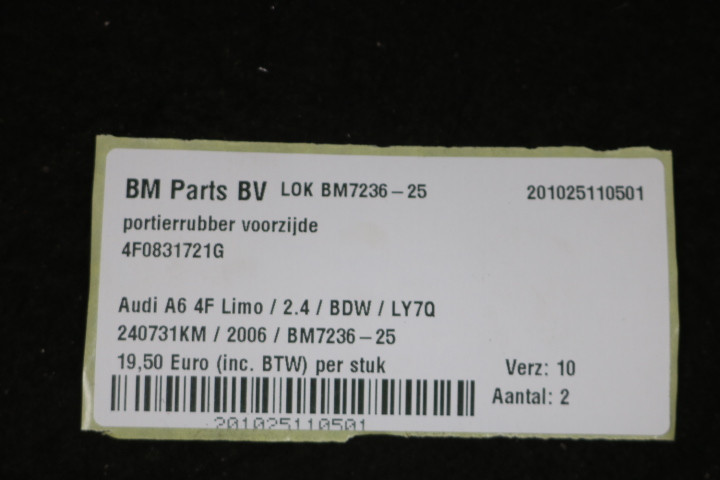 BM Parts BV LOK BM7236-25 201025110501
portierrubber voorzijde
4F0831721G
Audi A6 4F Limo / 2.4 / BDW / LY7Q
240731KM / 2006 / BM7236-25
19,50 Euro (inc. BTW) per stuk Verz: 10
Aantal: 2
201025110501